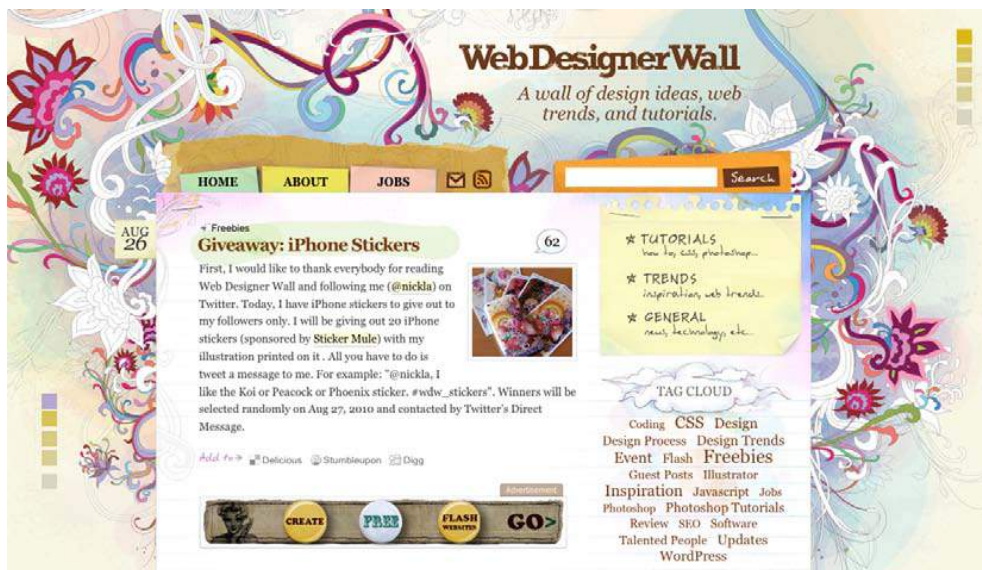 WebDesignerWall
A wall of design ideas, web
trends, and tutorials.
HOME ABOUT JOBS
Search
AUG
26
Freebies
Giveaway: iPhone Stickers
62
First, I would like to thank everybody for reading
Web Designer Wall and following me (@nickla) on
Twitter. Today, I have iPhone stickers to give out to
my followers only. I will be giving out 20 iPhone
stickers (sponsored by Sticker Mule) with my
illustration printed on it . All you have to do is
tweet a message to me. For example: "@nickla, I
like the Koi or Peacock or Phoenix sticker. #wdw_stickers". Winners will be
selected randomly on Aug 27, 2010 and contacted by Twitter's Direct
Message.
Add to Delicious Stumbleupon Digg
Advertisement
CREATE FREE FLASH WEBSITES GO>
TUTORIALS
how to, CSS, photoshop...
TRENDS
inspiration, web trends...
GENERAL
news, technology, etc...
TAG CLOUD
Coding CSS Design
Design Process Design Trends
Event Flash Freebies
Guest Posts Illustrator
Inspiration Javascript Jobs
Photoshop Photoshop Tutorials
Review SEO Software
Talented People Updates
WordPress